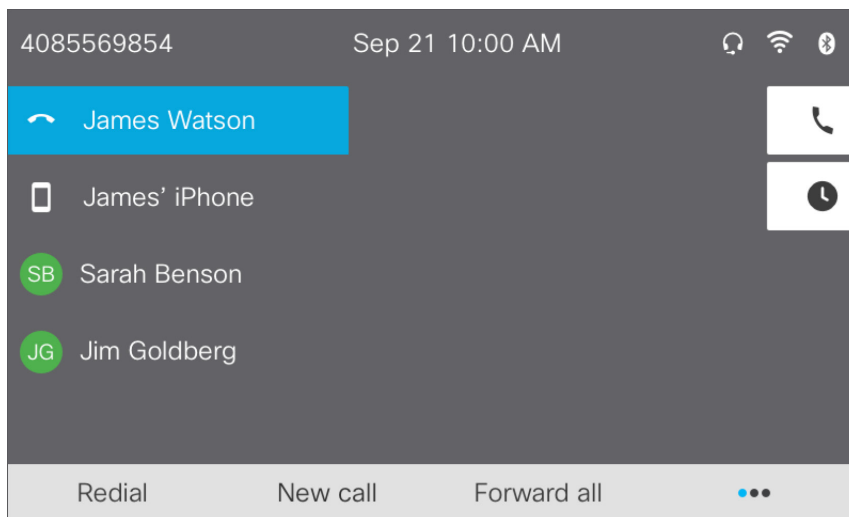 4085569854 Sep 21 10:00 AM
James Watson
James’ iPhone
SB Sarah Benson
JG Jim Goldberg
Redial New call Forward all